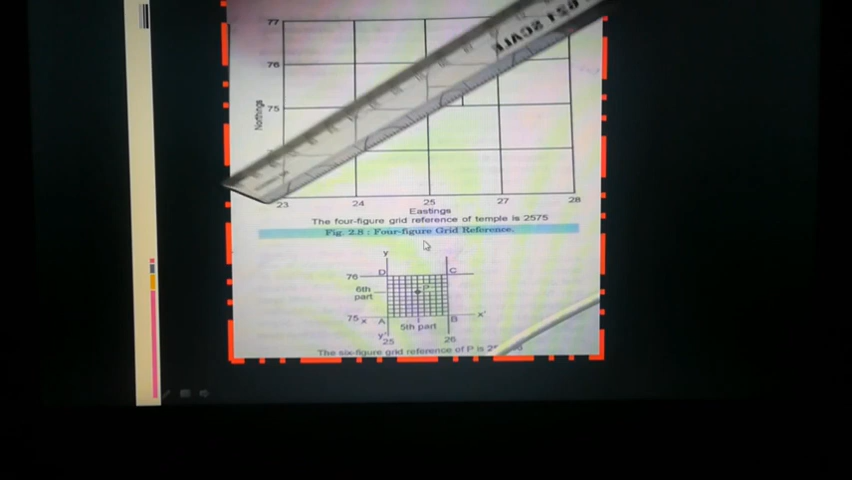 77
76
75
Northings
23 24 25 27 28
Eastings
The four-figure grid reference of temple is 2575
Fig. 2.8 : Four-figure Grid Reference.
y
D C
76
6th
part
P
75 x A B x'
5th part
y'
25 26
The six-figure grid reference of P is
SCALE